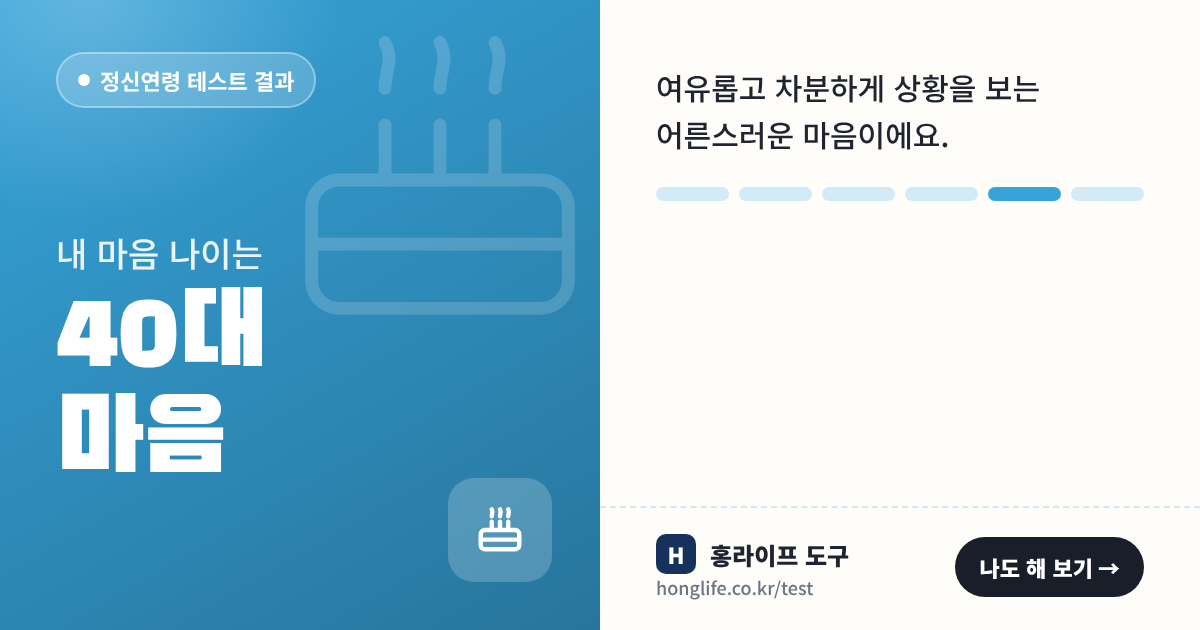 정신연령 테스트 결과
내 마음 나이는
40대
마음
여유롭고 차분하게 상황을 보는
어른스러운 마음이에요.
H 홍라이프 도구
honglife.co.kr/test
나도 해 보기 →